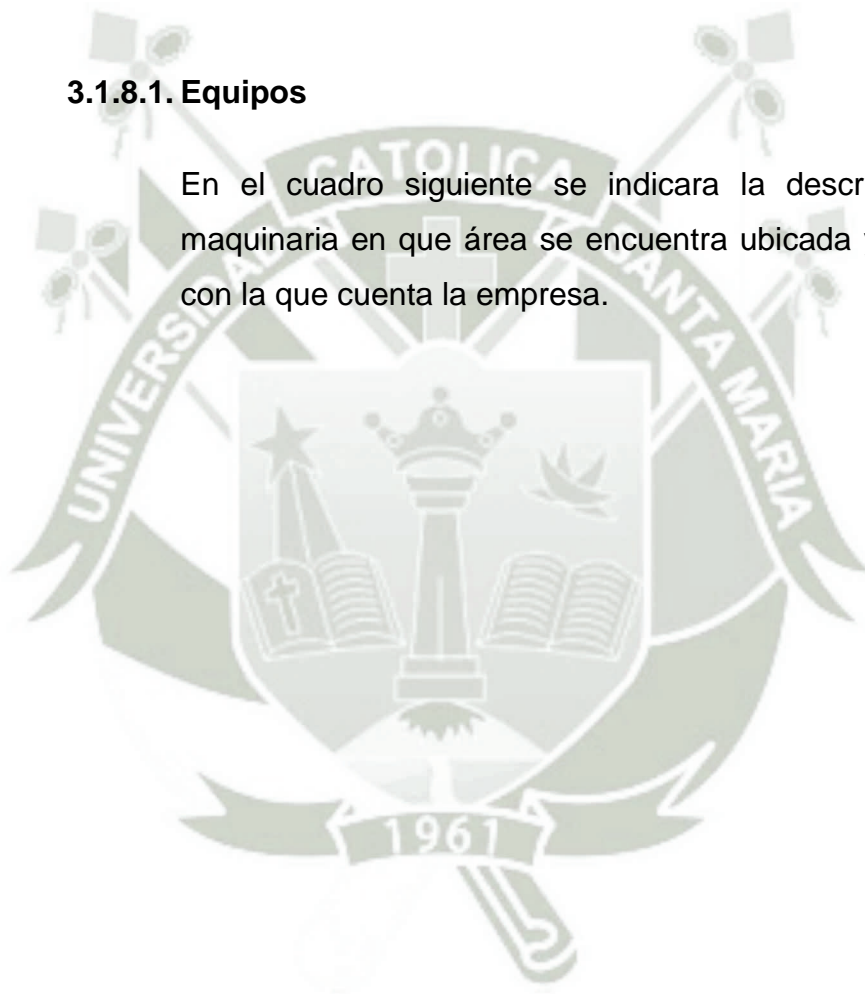 3.1.8.1. Equipos
En el cuadro siguiente se indicara la descr
maquinaria en que área se encuentra ubicada
con la que cuenta la empresa.
UNIVERSIDAD CATOLICA SANTA MARIA
1961